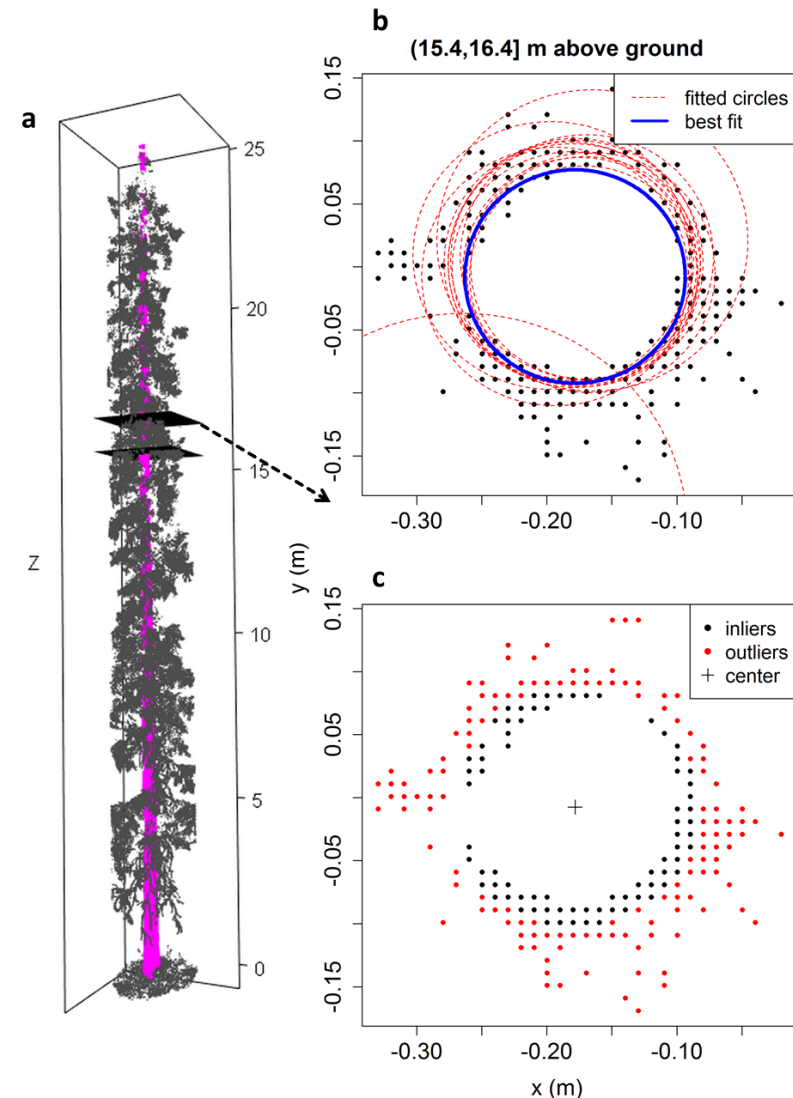 a
25
20
15
10
5
0
Z
b
(15.4,16.4] m above ground
fitted circles
best fit
0.15
0.05
-0.05
-0.15
-0.30
-0.20
-0.10
y (m)
c
inliers
outliers
center
0.15
0.05
-0.05
-0.15
-0.30
-0.20
-0.10
x (m)